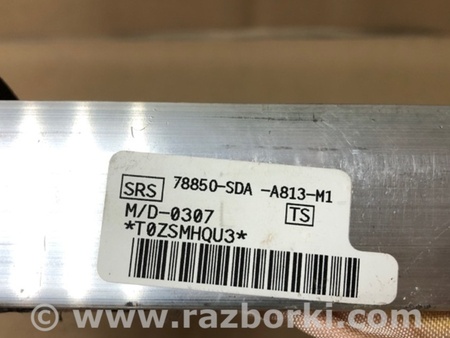 SRS 78850-SDA -A813-M1
M/D-0307 TS
*T0ZSMHQU3*
© - www.razborki.com